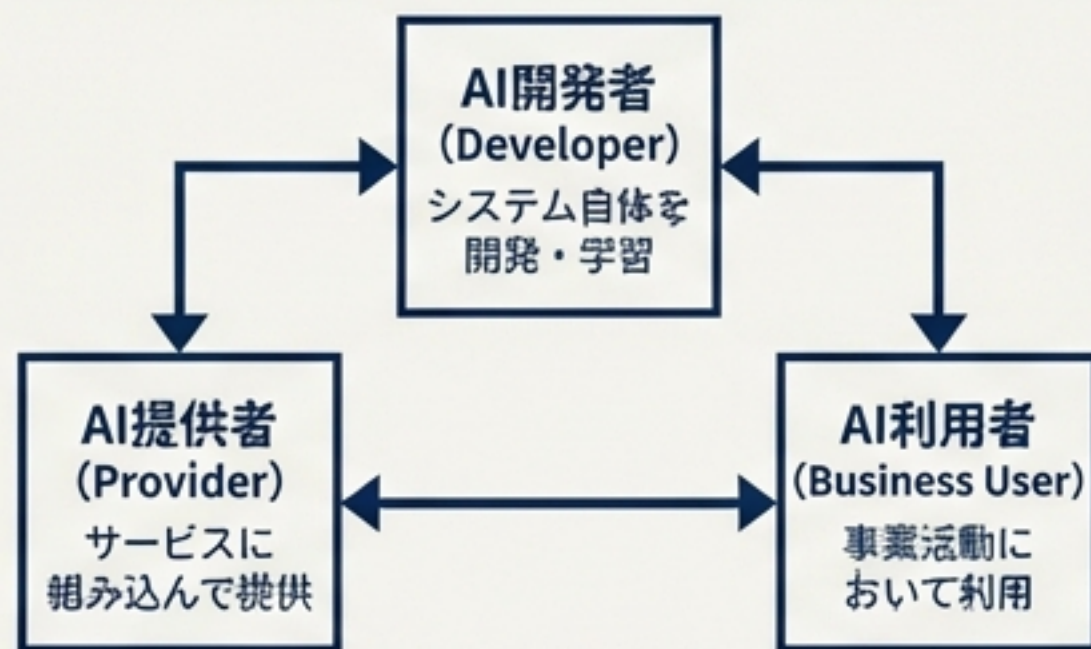 AI開発者
(Developer)
システム自体を
開発・学習
AI提供者
(Provider)
サービスに
組み込んで提供
AI利用者
(Business User)
事業活動に
おいて利用